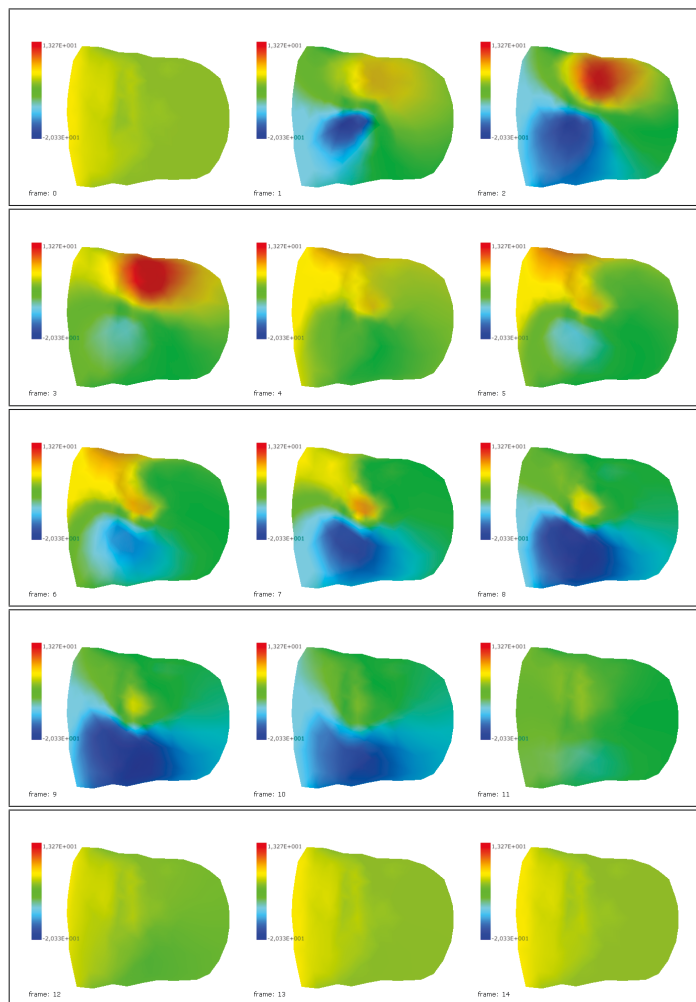 1,327E+001
1,327E+001
1,327E+001
-2,033E+001
-2,033E+001
-2,033E+001
frame: 0
frame: 1
frame: 2
1,327E+001
1,327E+001
1,327E+001
-2,033E+001
-2,033E+001
-2,033E+001
frame: 3
frame: 4
frame: 5
1,327E+001
1,327E+001
1,327E+001
-2,033E+001
-2,033E+001
-2,033E+001
frame: 6
frame: 7
frame: 8
1,327E+001
1,327E+001
1,327E+001
-2,033E+001
-2,033E+001
-2,033E+001
frame: 9
frame: 10
frame: 11
1,327E+001
1,327E+001
1,327E+001
-2,033E+001
-2,033E+001
-2,033E+001
frame: 12
frame: 13
frame: 14